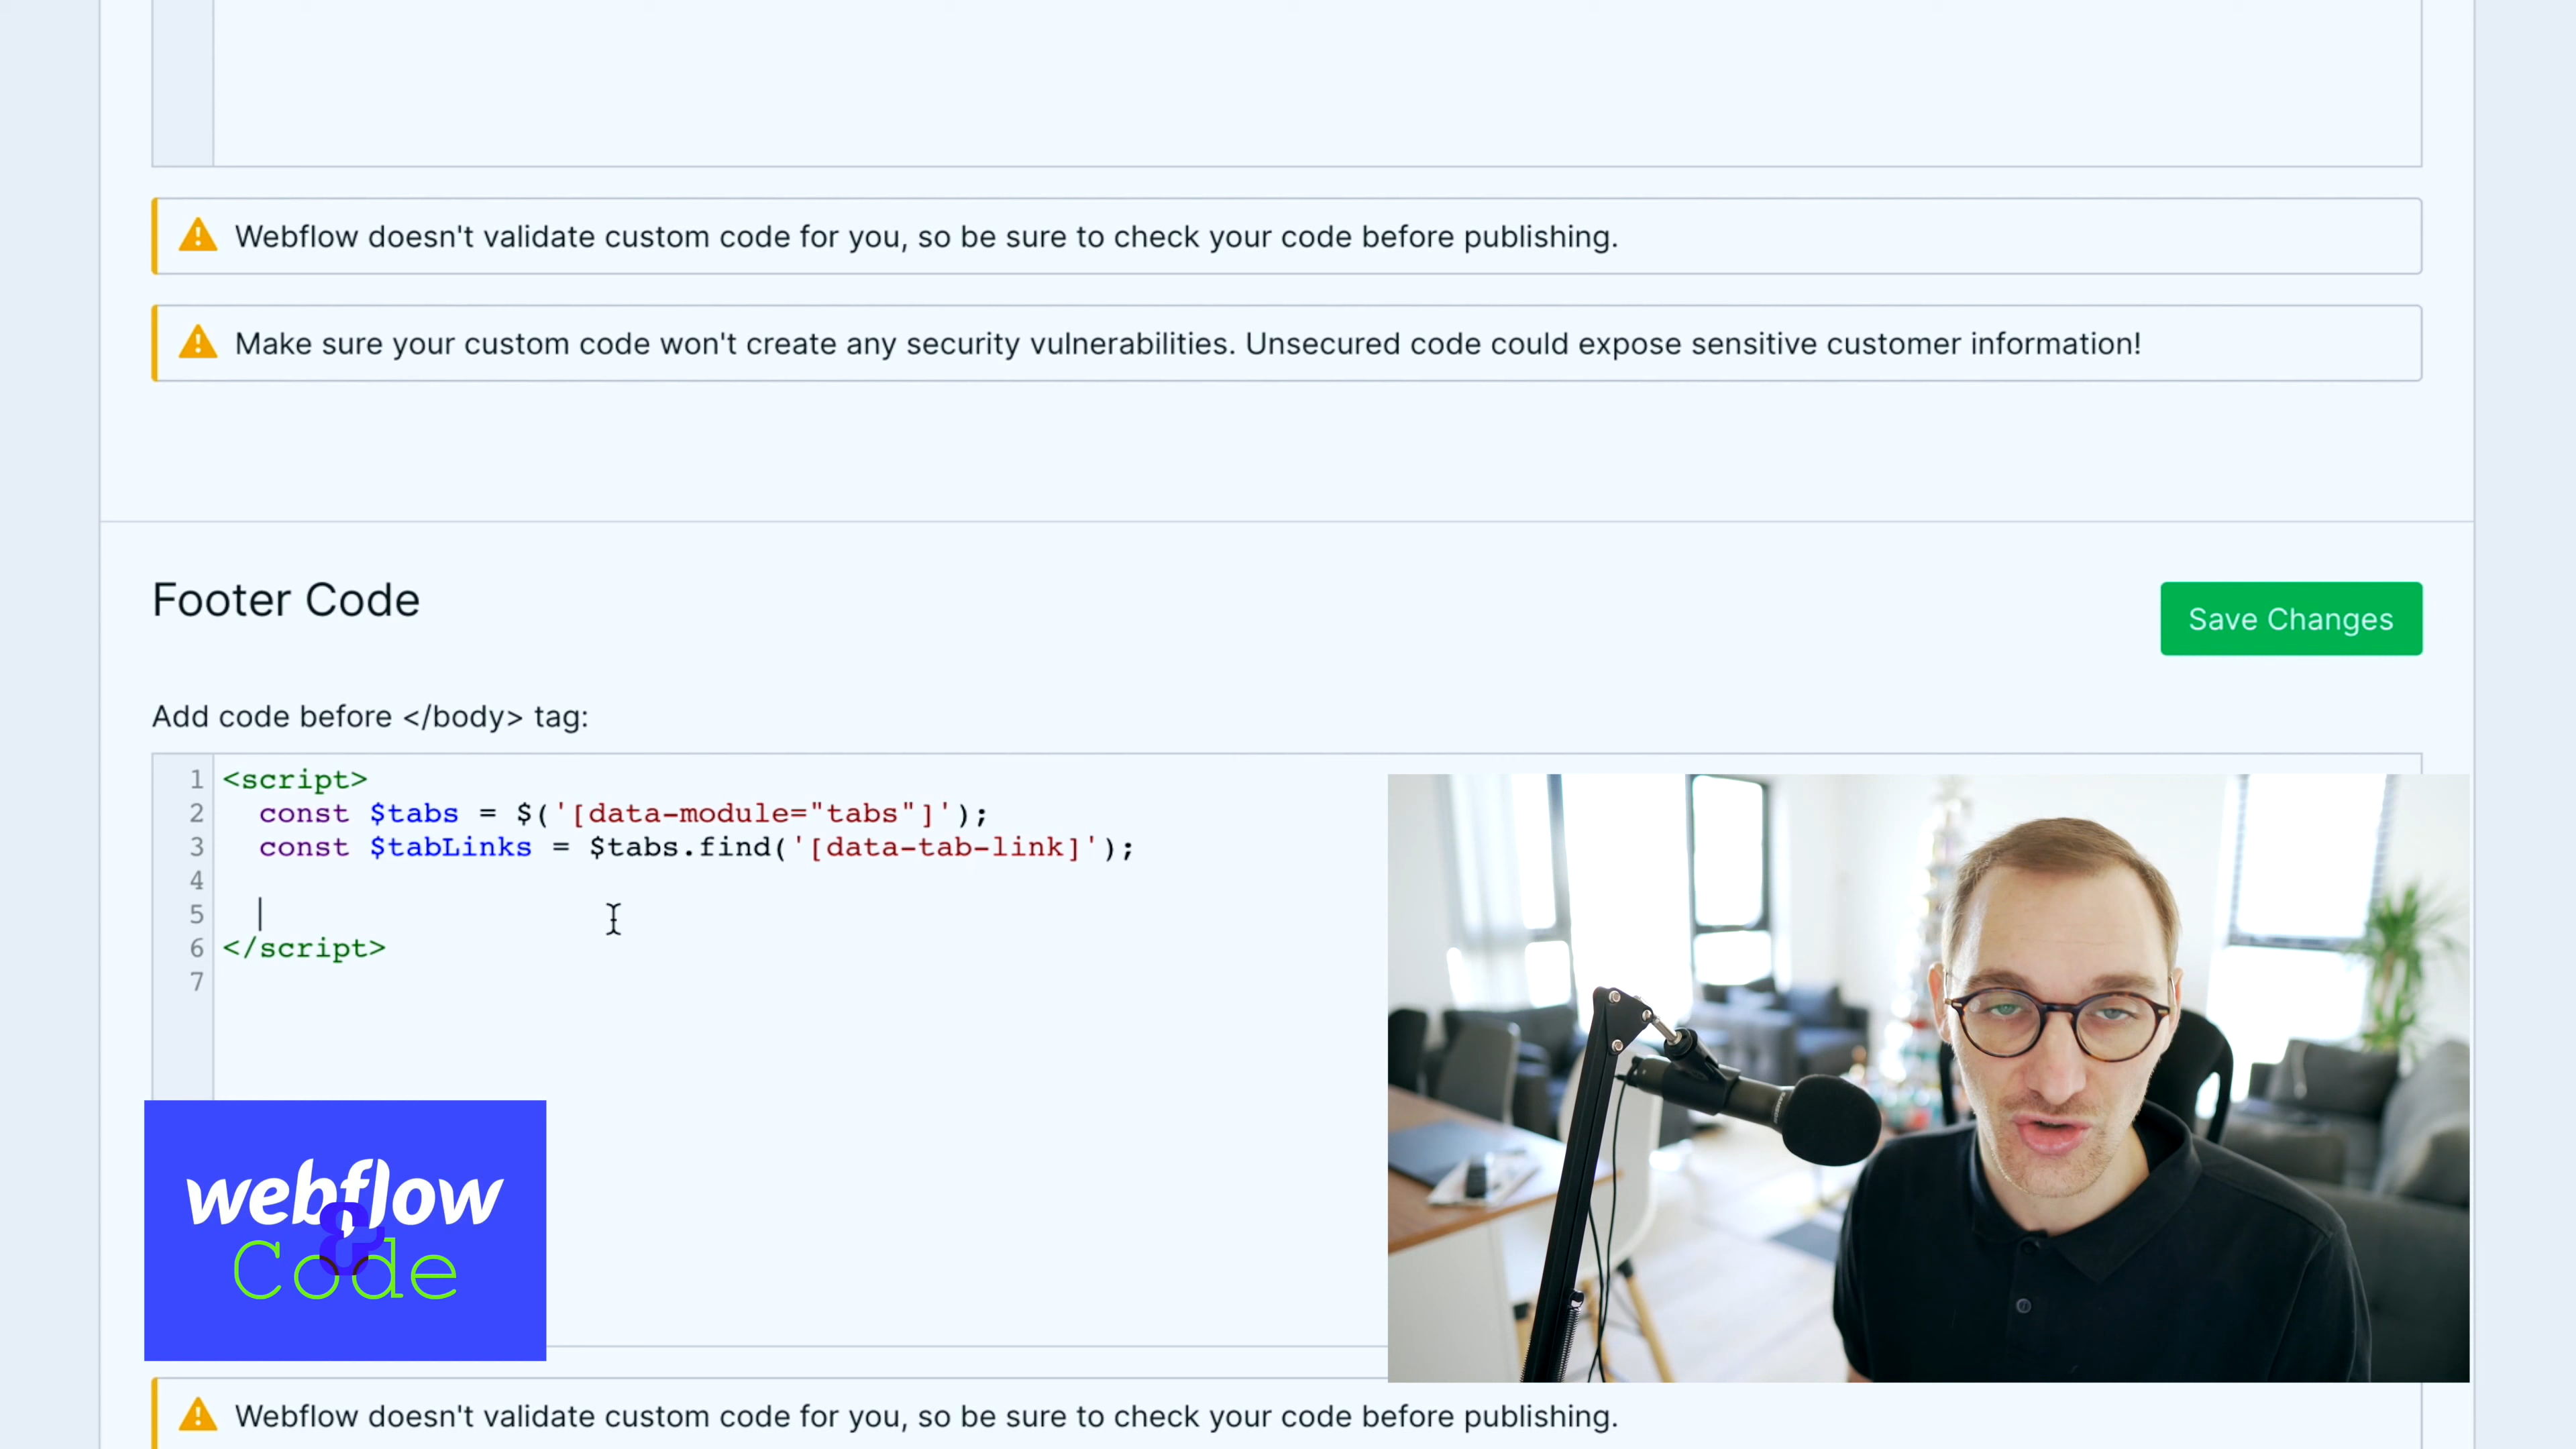 Webflow doesn't validate custom code for you, so be sure to check your code before publishing.
Make sure your custom code won't create any security vulnerabilities. Unsecured code could expose sensitive customer information!
Footer Code
Save Changes
Add code before </body> tag:
1 <script>
2 const $tabs = $('[data-module="tabs"]');
3 const $tabLinks = $tabs.find('[data-tab-link]');
4
5
6 </script>
7
webflow
&
Code
Webflow doesn't validate custom code for you, so be sure to check your code before publishing.